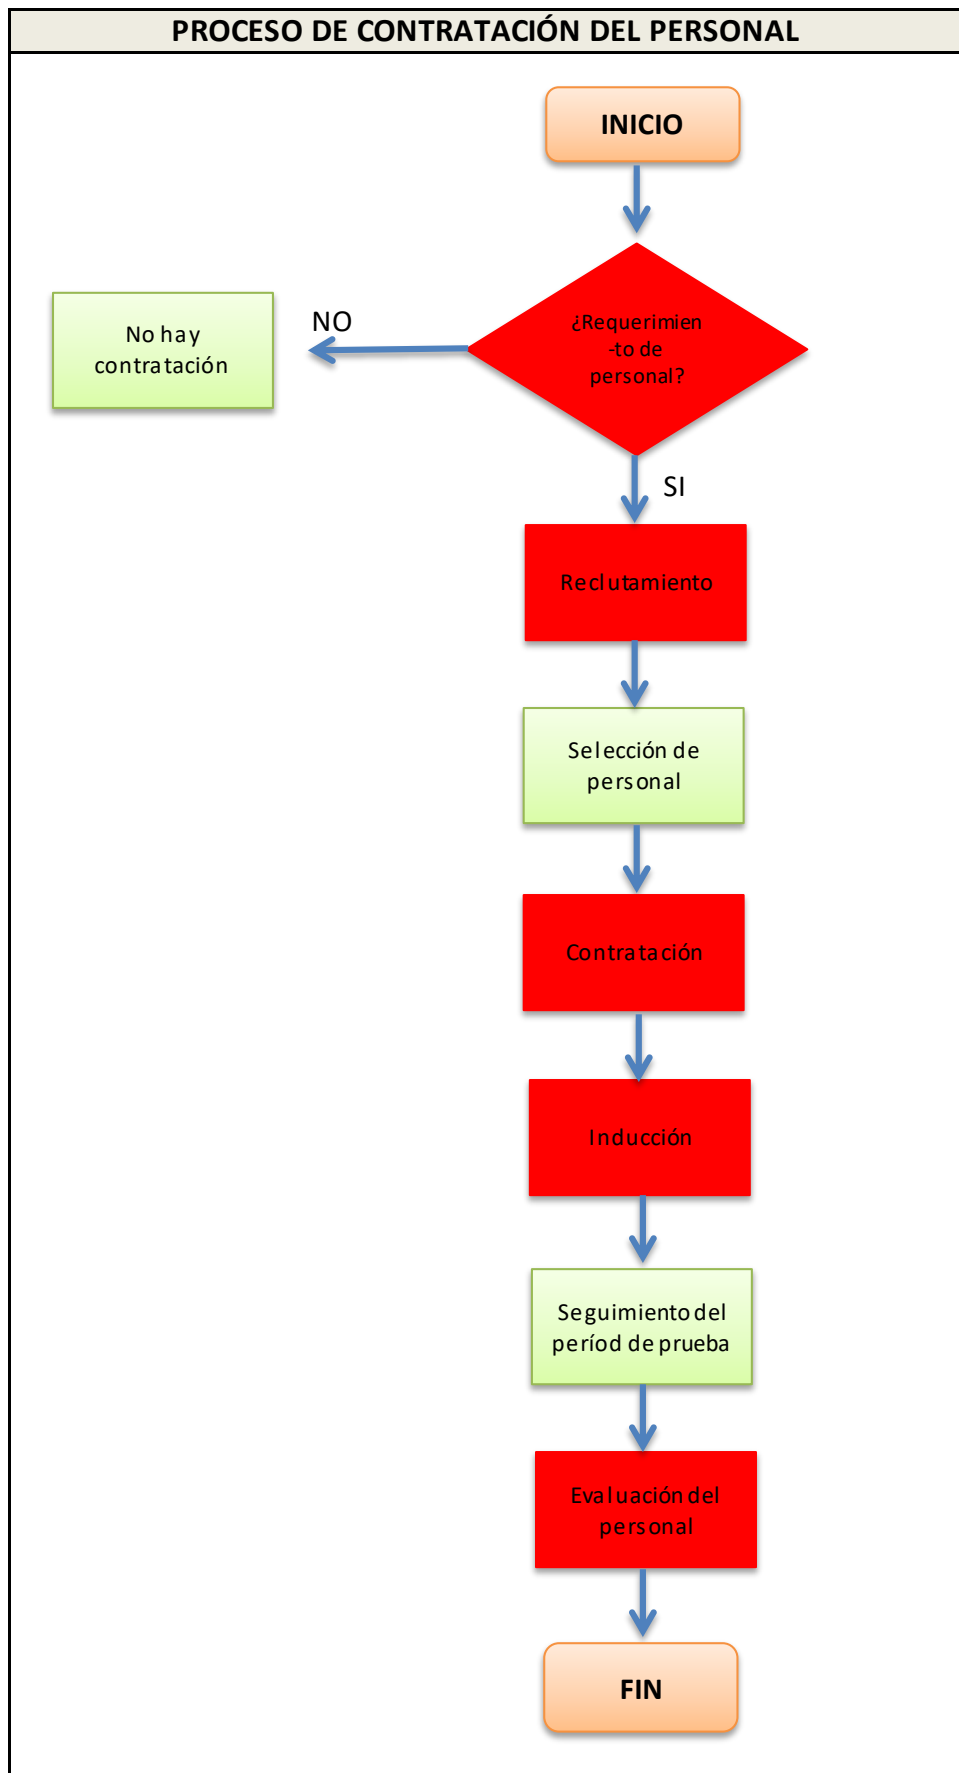 PROCESO DE CONTRATACIÓN DEL PERSONAL
INICIO
¿Requerimien
-to de
personal?
NO
No hay
contratación
SI
Reclutamiento
Selección de
personal
Contratación
Inducción
Seguimiento del
períod de prueba
Evaluación del
personal
FIN